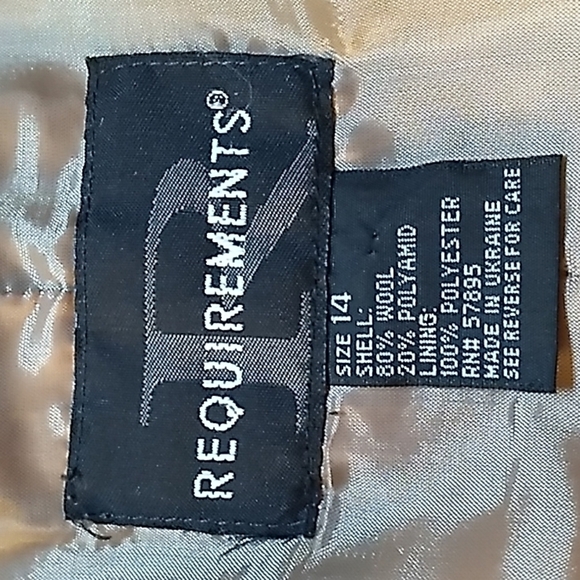 REQUIREMENTS®
R
SIZE 14
SHELL:
80% WOOL
20% POLYAMID
LINING:
100% POLYESTER
RN# 57895
MADE IN UKRAINE
SEE REVERSE FOR CARE